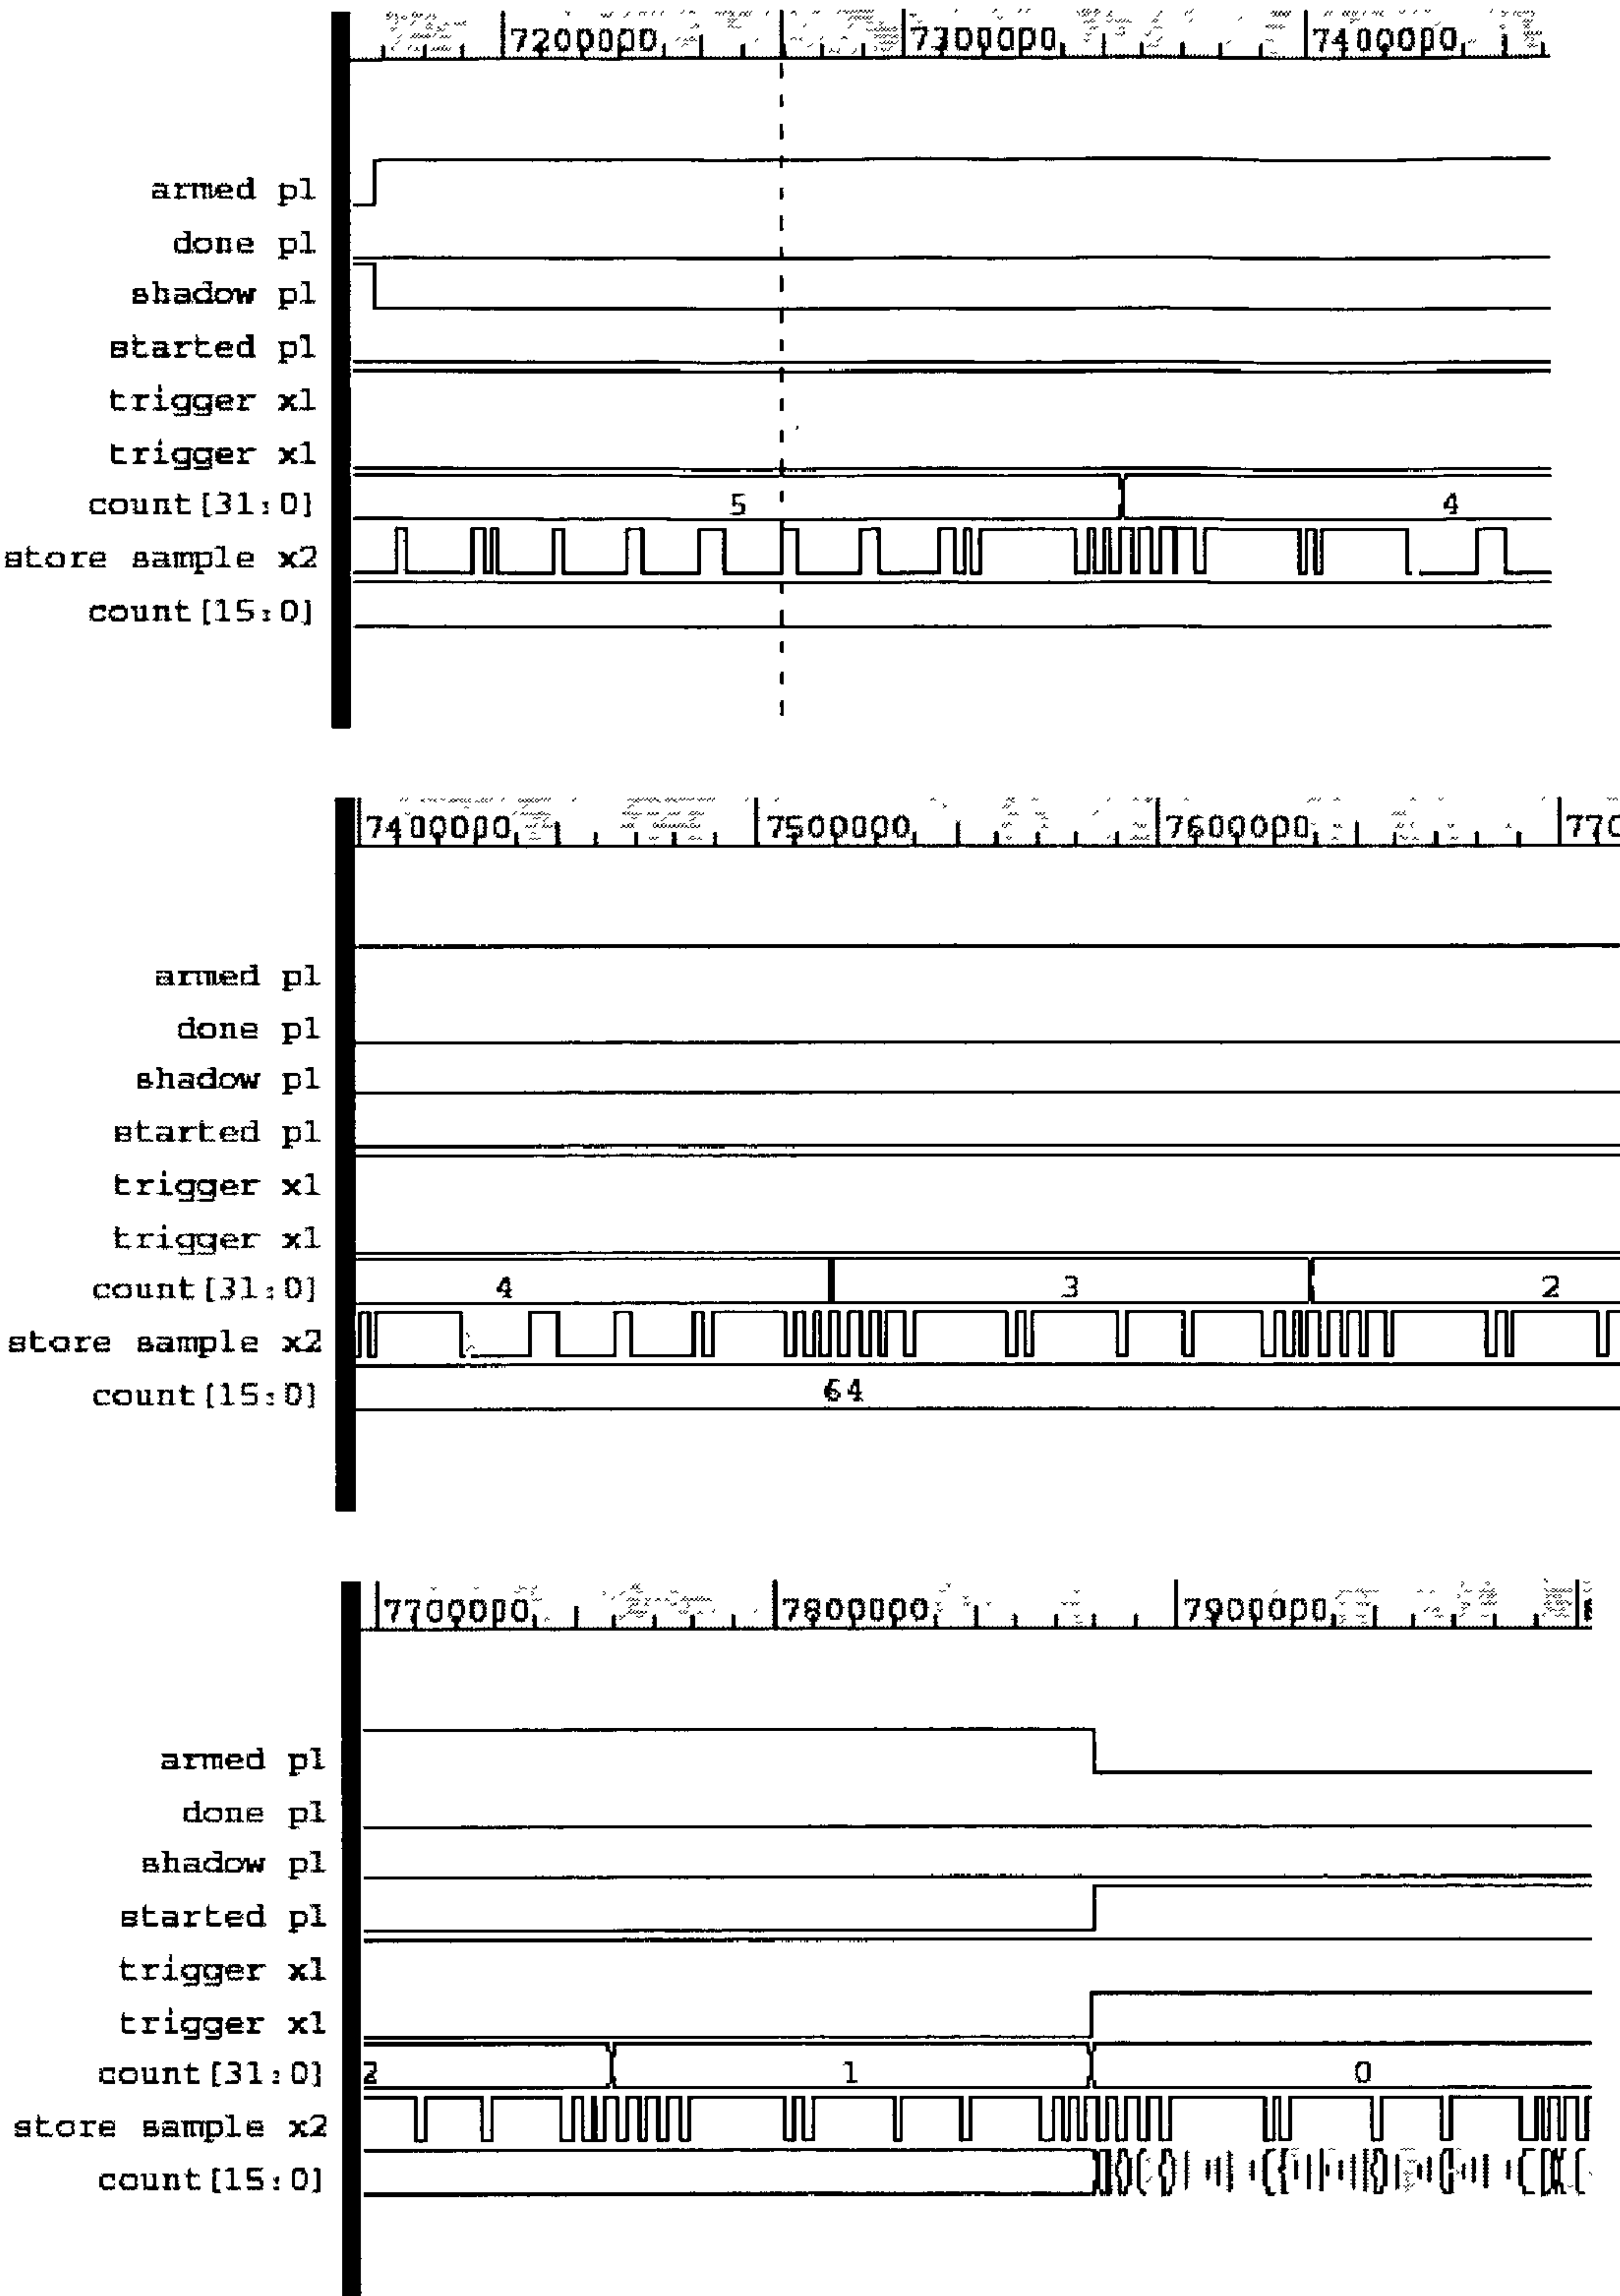 7200000 7300000 7400000
armed p1
done p1
shadow p1
started p1
trigger x1
trigger x1
count[31:0] 5 4
store sample x2
count[15:0]
7400000 7500000 7600000 770
armed p1
done p1
shadow p1
started p1
trigger x1
trigger x1
count[31:0] 4 3 2
store sample x2
count[15:0] 64
7700000 7800000 7900000
armed p1
done p1
shadow p1
started p1
trigger x1
trigger x1
count[31:0] 2 1 0
store sample x2
count[15:0]